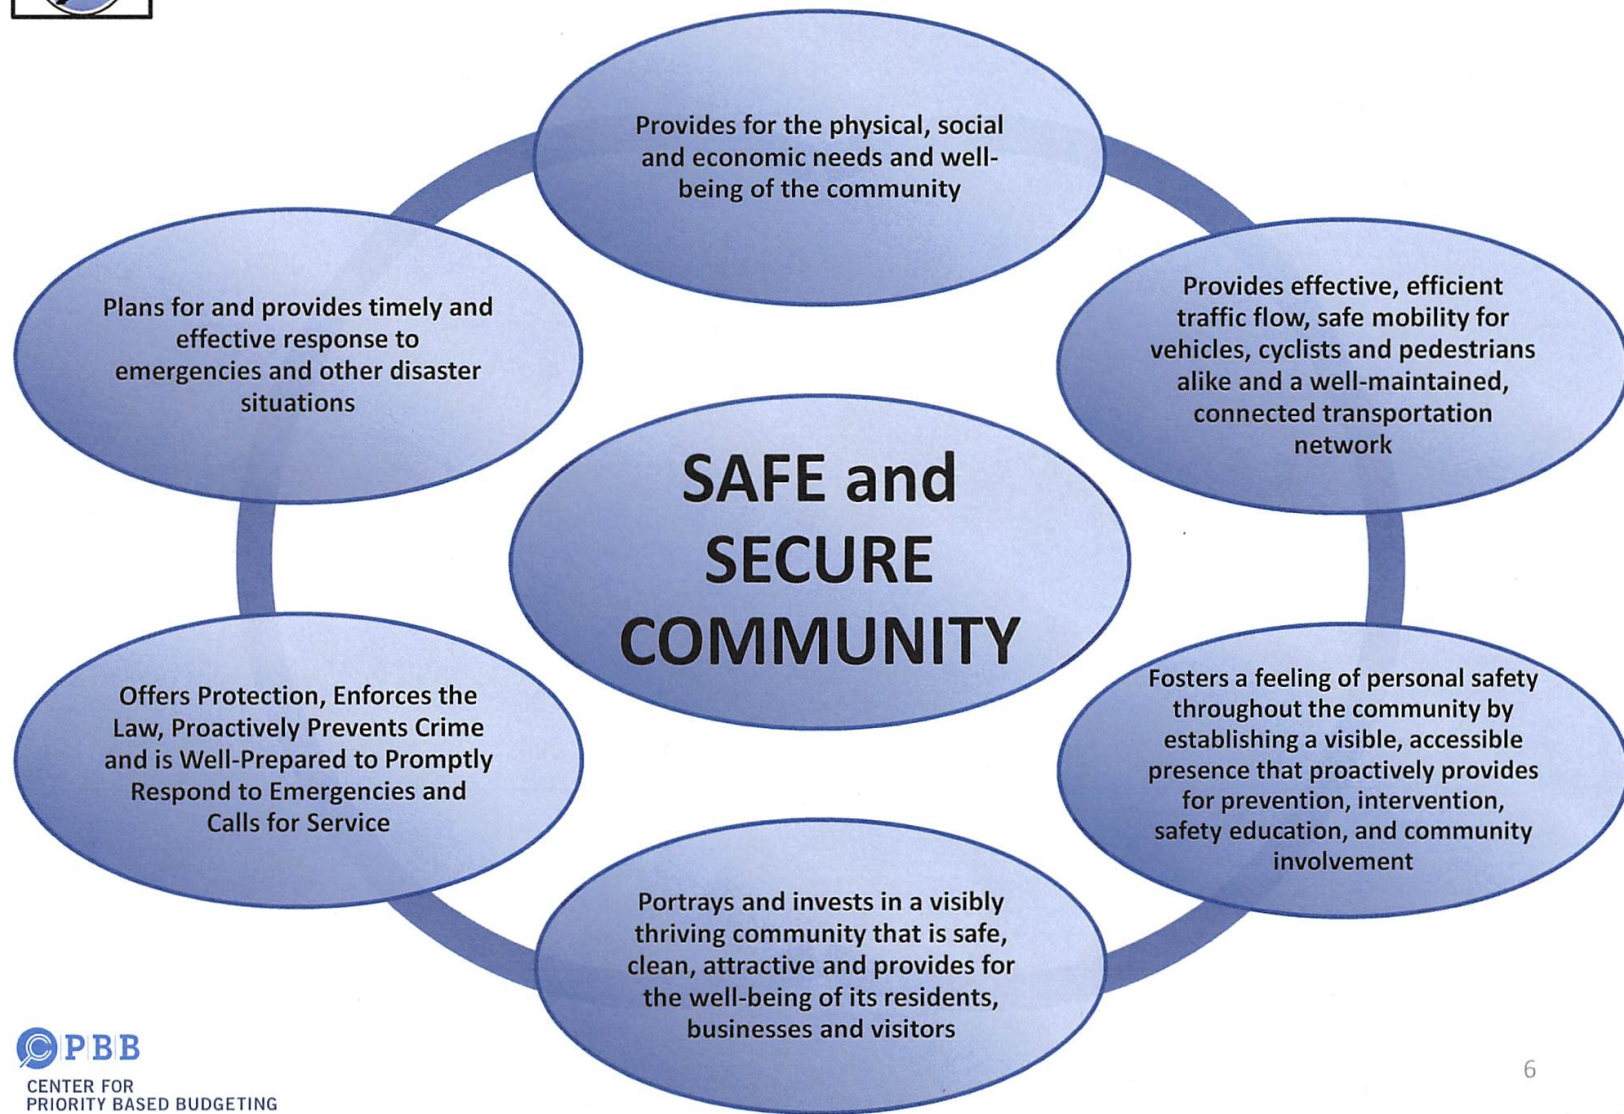 Provides for the physical, social
and economic needs and well-
being of the community
Provides effective, efficient
traffic flow, safe mobility for
vehicles, cyclists and pedestrians
alike and a well-maintained,
connected transportation
network
Fosters a feeling of personal safety
throughout the community by
establishing a visible, accessible
presence that proactively provides
for prevention, intervention,
safety education, and community
involvement
Portrays and invests in a visibly
thriving community that is safe,
clean, attractive and provides for
the well-being of its residents,
businesses and visitors
Offers Protection, Enforces the
Law, Proactively Prevents Crime
and is Well-Prepared to Promptly
Respond to Emergencies and
Calls for Service
Plans for and provides timely and
effective response to
emergencies and other disaster
situations
SAFE and
SECURE
COMMUNITY
CPBB
CENTER FOR
PRIORITY BASED BUDGETING
6